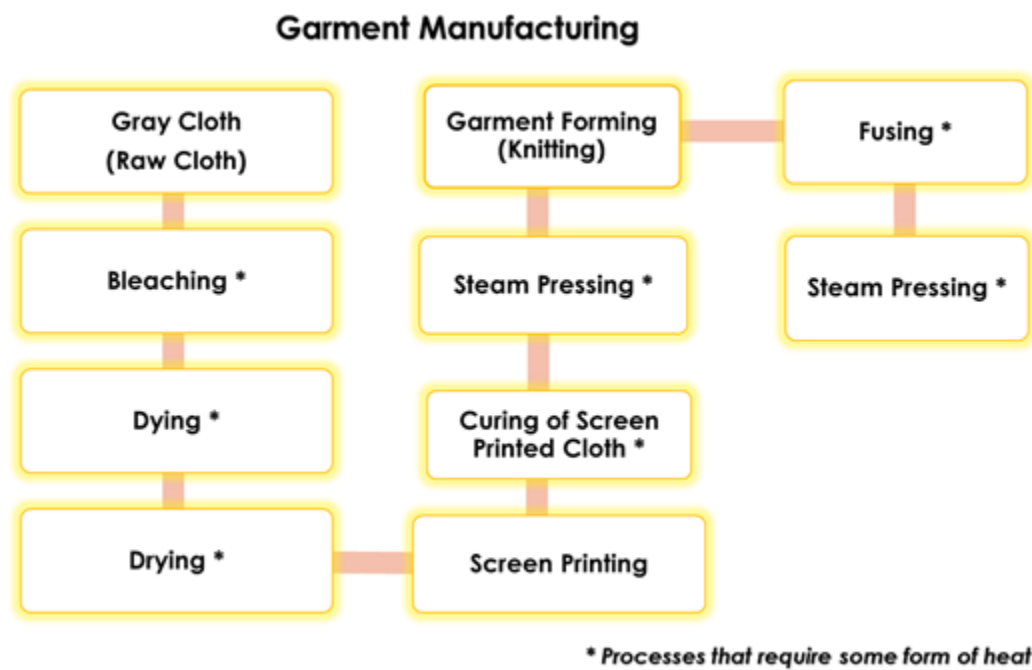 Garment Manufacturing
Gray Cloth
(Raw Cloth)
Bleaching *
Dying *
Drying *
Screen Printing
Curing of Screen
Printed Cloth *
Steam Pressing *
Garment Forming
(Knitting)
Fusing *
Steam Pressing *
* Processes that require some form of heat